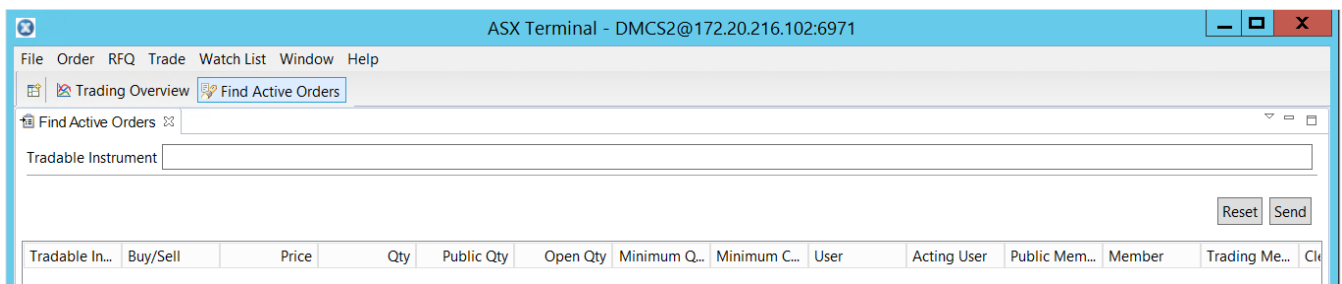 ASX Terminal - DMCS2@172.20.216.102:6971
File Order RFQ Trade Watch List Window Help
Trading Overview Find Active Orders
Find Active Orders
Tradable Instrument
Reset Send
Tradable In... Buy/Sell Price Qty Public Qty Open Qty Minimum Q... Minimum C... User Acting User Public Mem... Member Trading Me... Cle